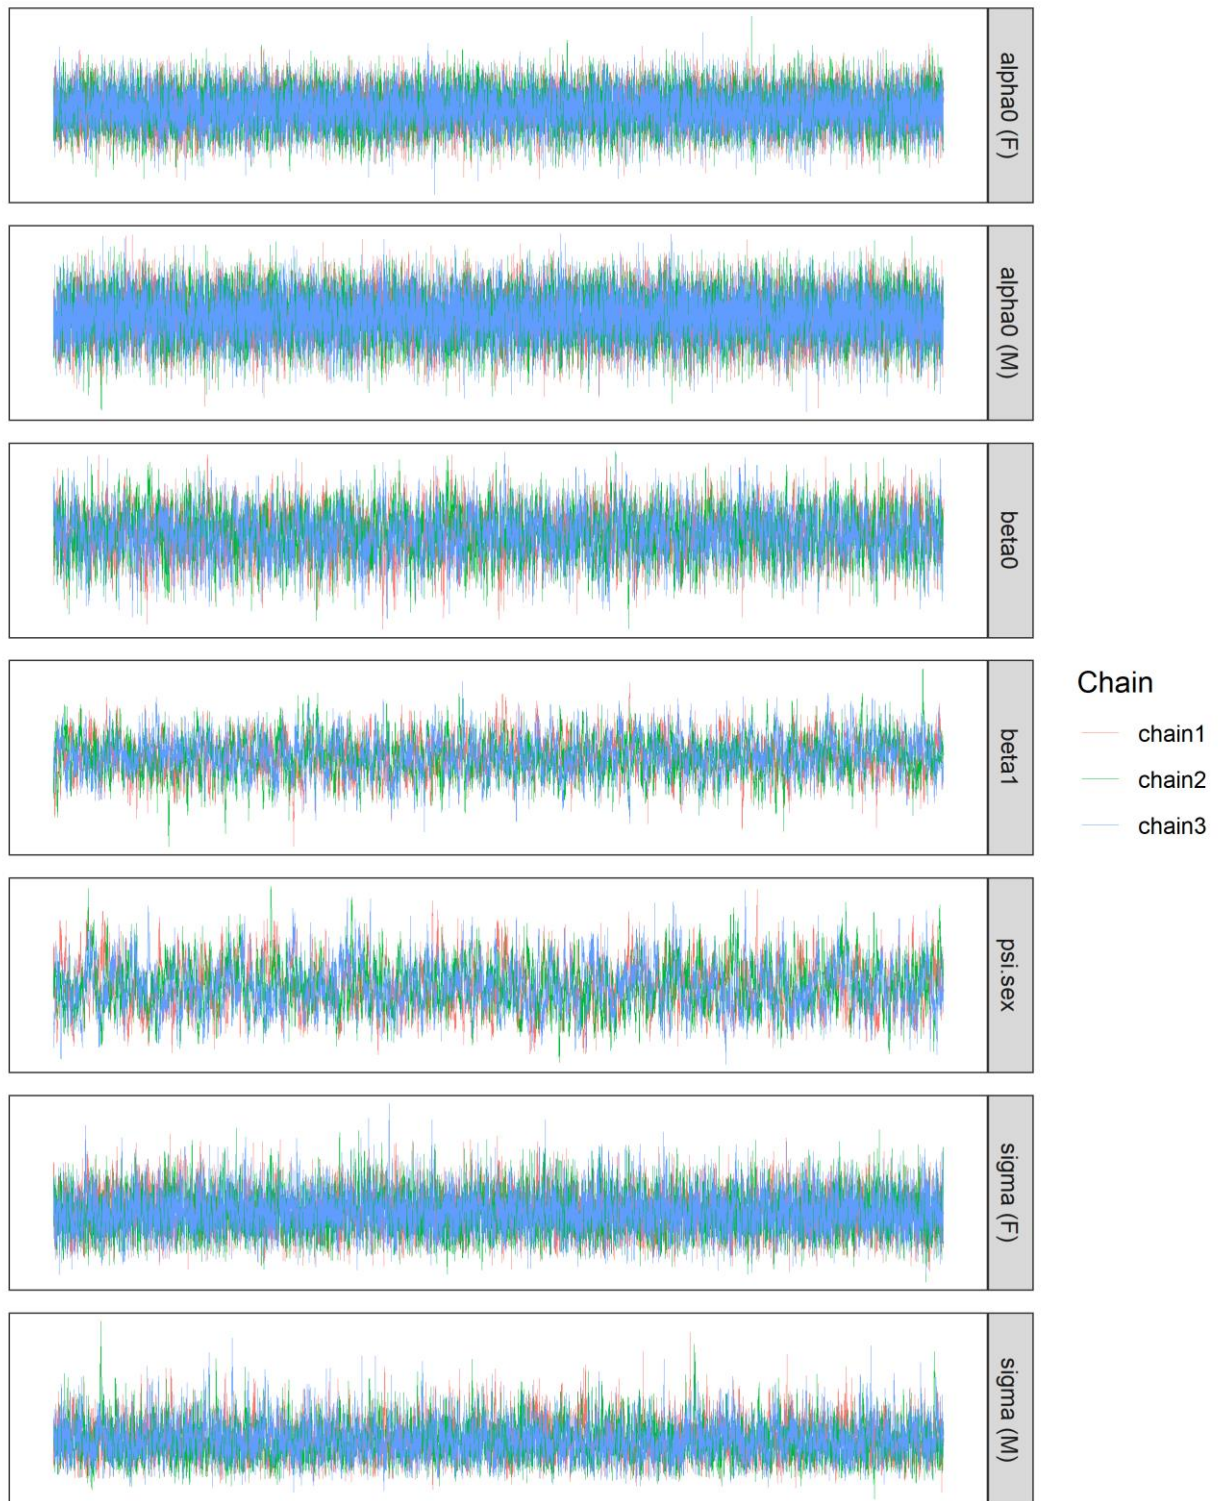 alpha0 (F)
alpha0 (M)
beta0
beta1
psi.sex
sigma (F)
sigma (M)
Chain
chain1
chain2
chain3